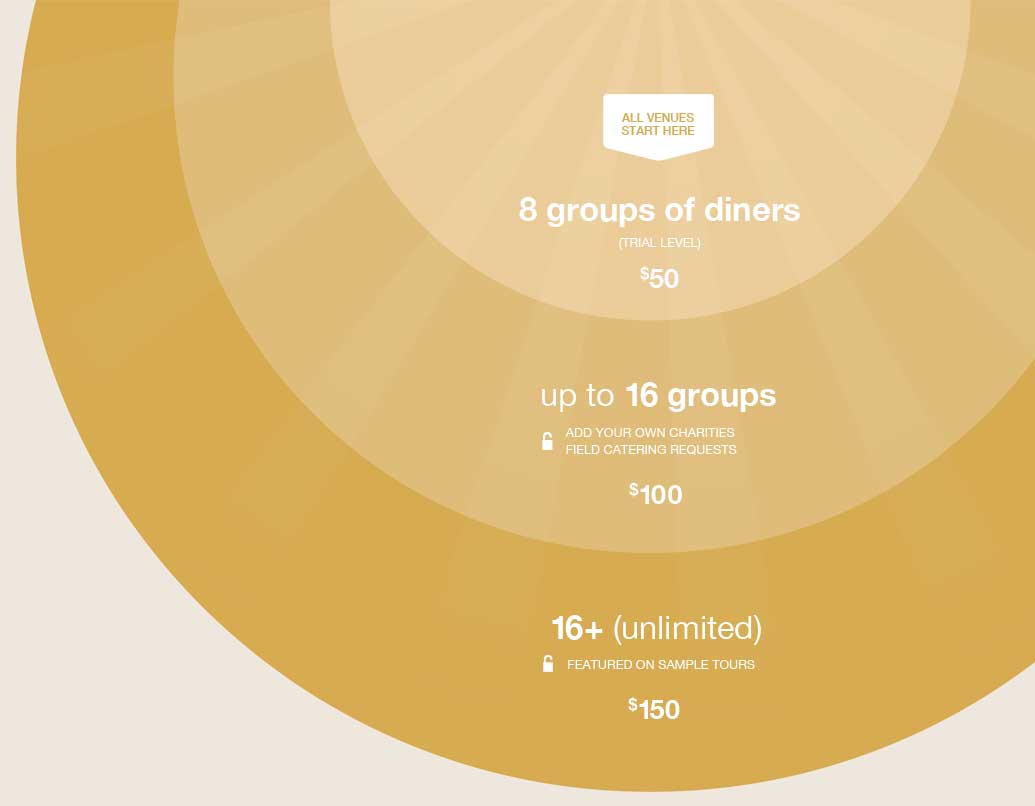 ALL VENUES
START HERE
8 groups of diners
(TRIAL LEVEL)
$50
up to 16 groups
ADD YOUR OWN CHARITIES
FIELD CATERING REQUESTS
$100
16+ (unlimited)
FEATURED ON SAMPLE TOURS
$150